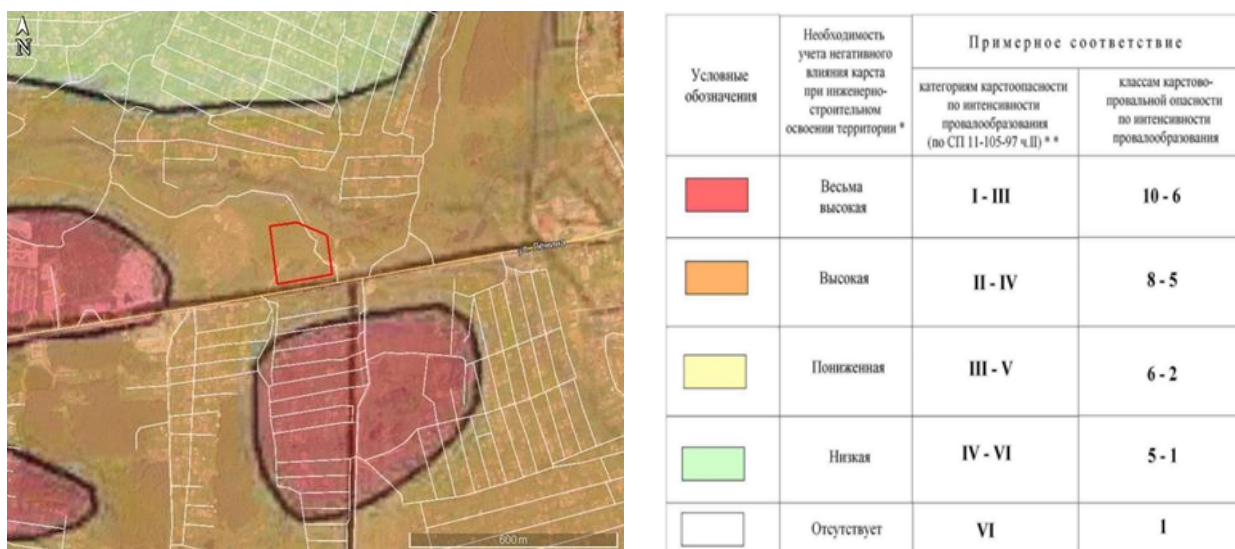 N
ул. Ленина
600 m
Условные
обозначения
Необходимость
учета негативного
влияния карста
при инженерно-
строительном
освоении территории *
Примерное соответствие
категориям карстоопасности
по интенсивности
провалообразования
(по СП 11-105-97 ч.II) * *
классам карстово-
провальной опасности
по интенсивности
провалообразования
Весьма
высокая
I - III
10 - 6
Высокая
II - IV
8 - 5
Пониженная
III - V
6 - 2
Низкая
IV - VI
5 - 1
Отсутствует
VI
1